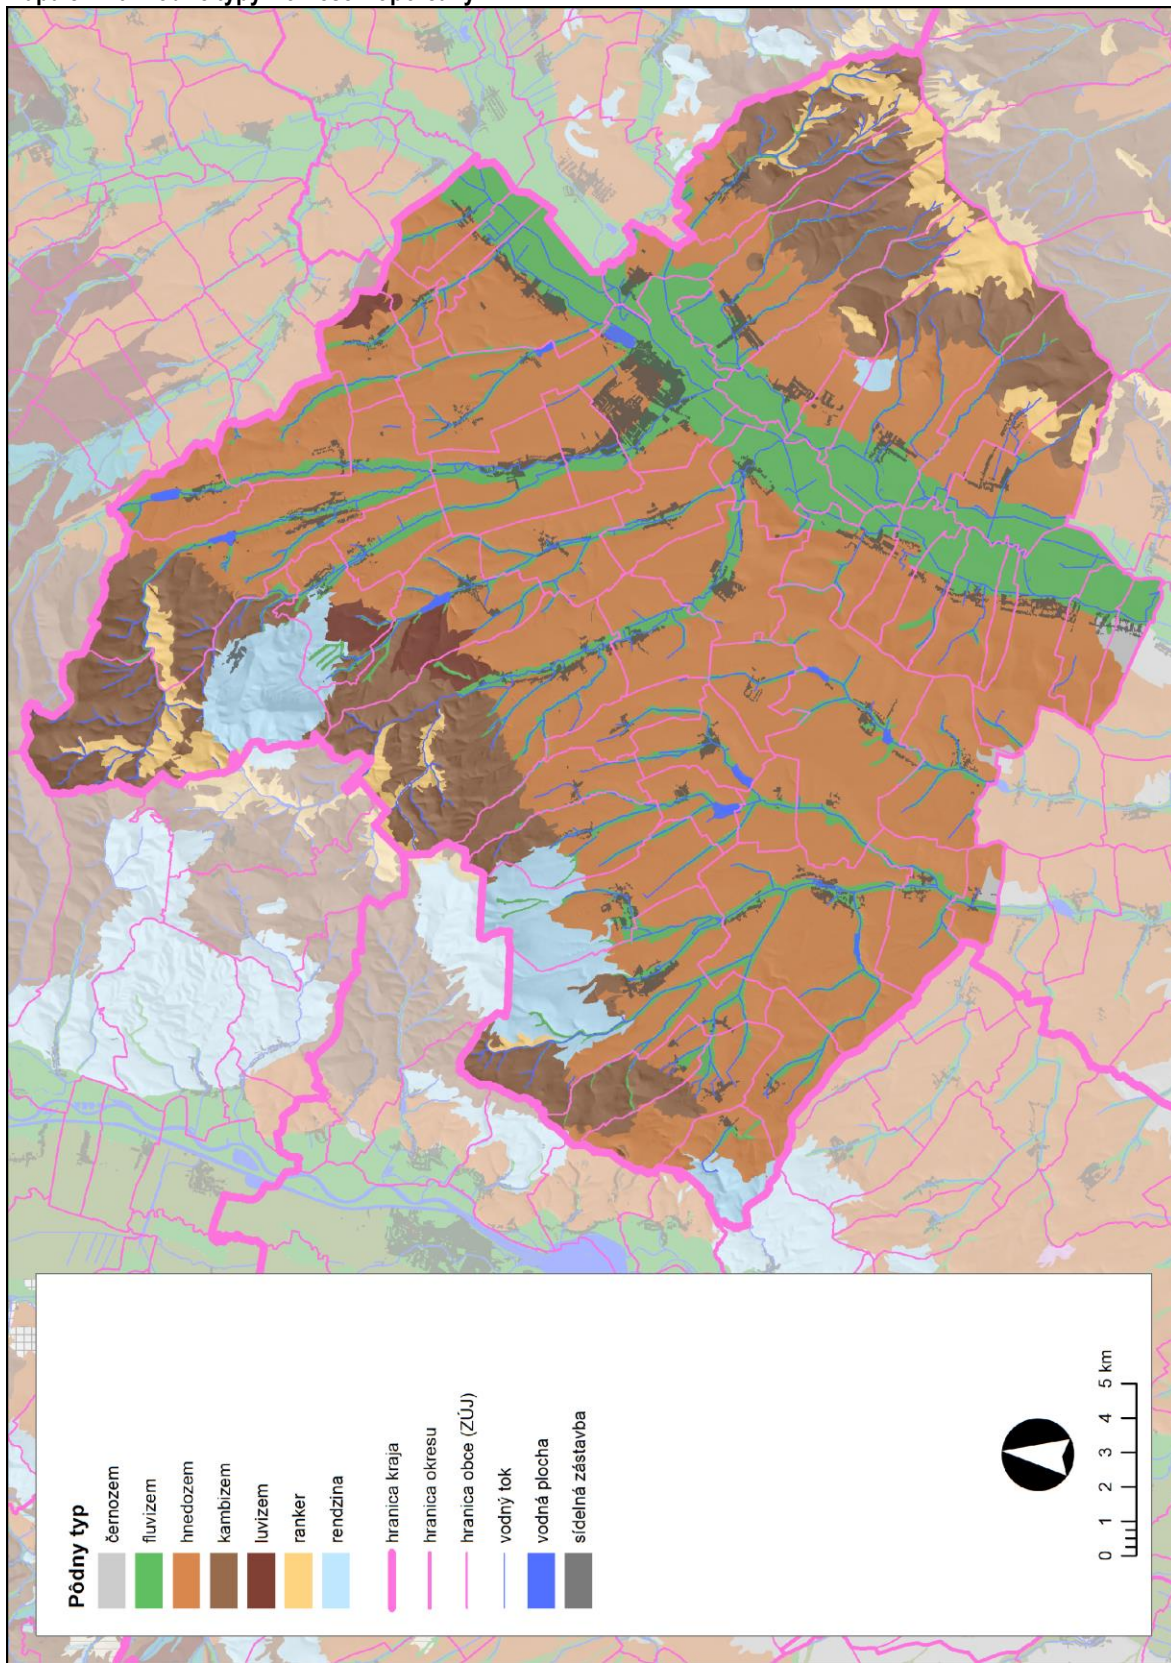 Pôdny typ
černozem
fluvizem
hnedozem
kambizem
luvizem
ranker
rendzina
hranica kraja
hranica okresu
hranica obce (ZÚJ)
vodný tok
vodná plocha
sídelná zástavba
0 1 2 3 4 5 km